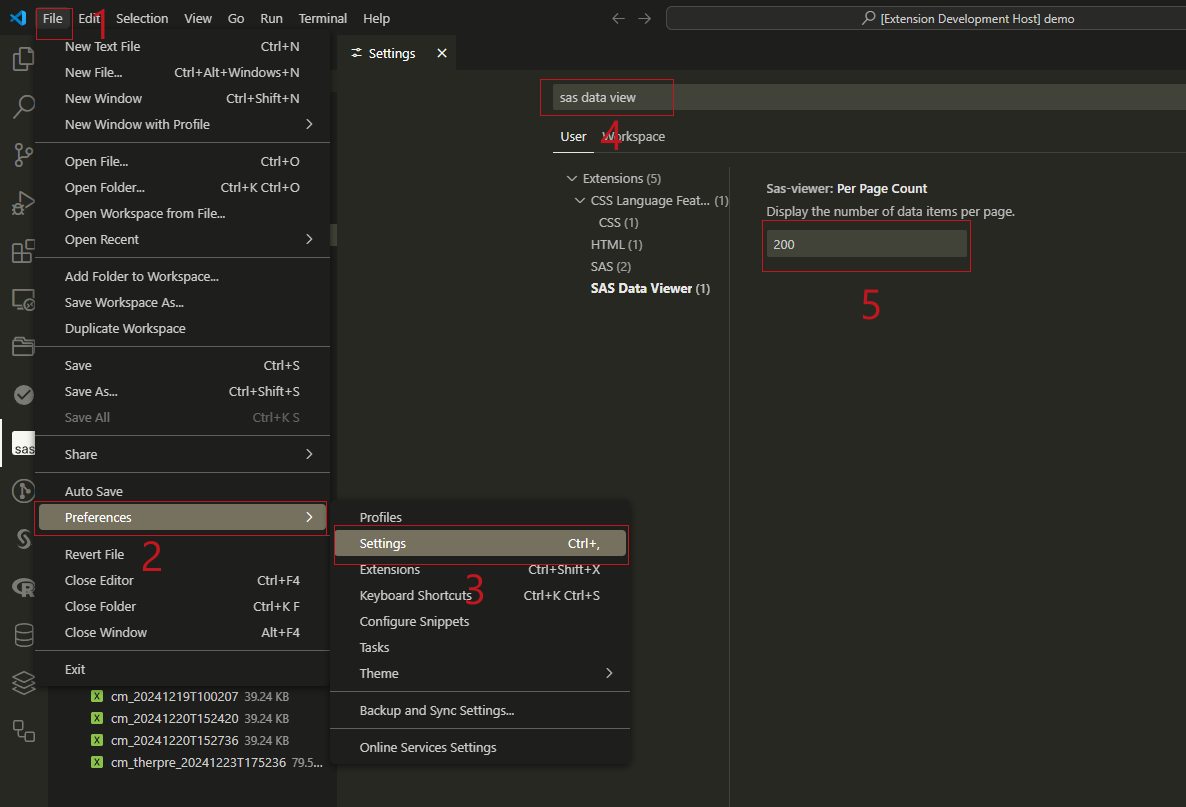 File Edit Selection View Go Run Terminal Help
[Extension Development Host] demo
1
New Text File Ctrl+N
New File... Ctrl+Alt+Windows+N
New Window Ctrl+Shift+N
New Window with Profile
Open File... Ctrl+O
Open Folder... Ctrl+K Ctrl+O
Open Workspace from File...
Open Recent
Add Folder to Workspace...
Save Workspace As...
Duplicate Workspace
Save Ctrl+S
Save As... Ctrl+Shift+S
Save All Ctrl+K S
Share
Auto Save
Preferences
2
Revert File
Close Editor Ctrl+F4
Close Folder Ctrl+K F
Close Window Alt+F4
Exit
sas
cm_20241219T100207 39.24 KB
cm_20241220T152420 39.24 KB
cm_20241220T152736 39.24 KB
cm_therpre_20241223T175236 79.5...
Profiles
Settings Ctrl+,
Extensions Ctrl+Shift+X
3
Keyboard Shortcuts Ctrl+K Ctrl+S
Configure Snippets
Tasks
Theme
Backup and Sync Settings...
Online Services Settings
Settings
sas data view
4
User Workspace
Extensions (5)
CSS Language Feat... (1)
CSS (1)
HTML (1)
SAS (2)
SAS Data Viewer (1)
Sas-viewer: Per Page Count
Display the number of data items per page.
200
5